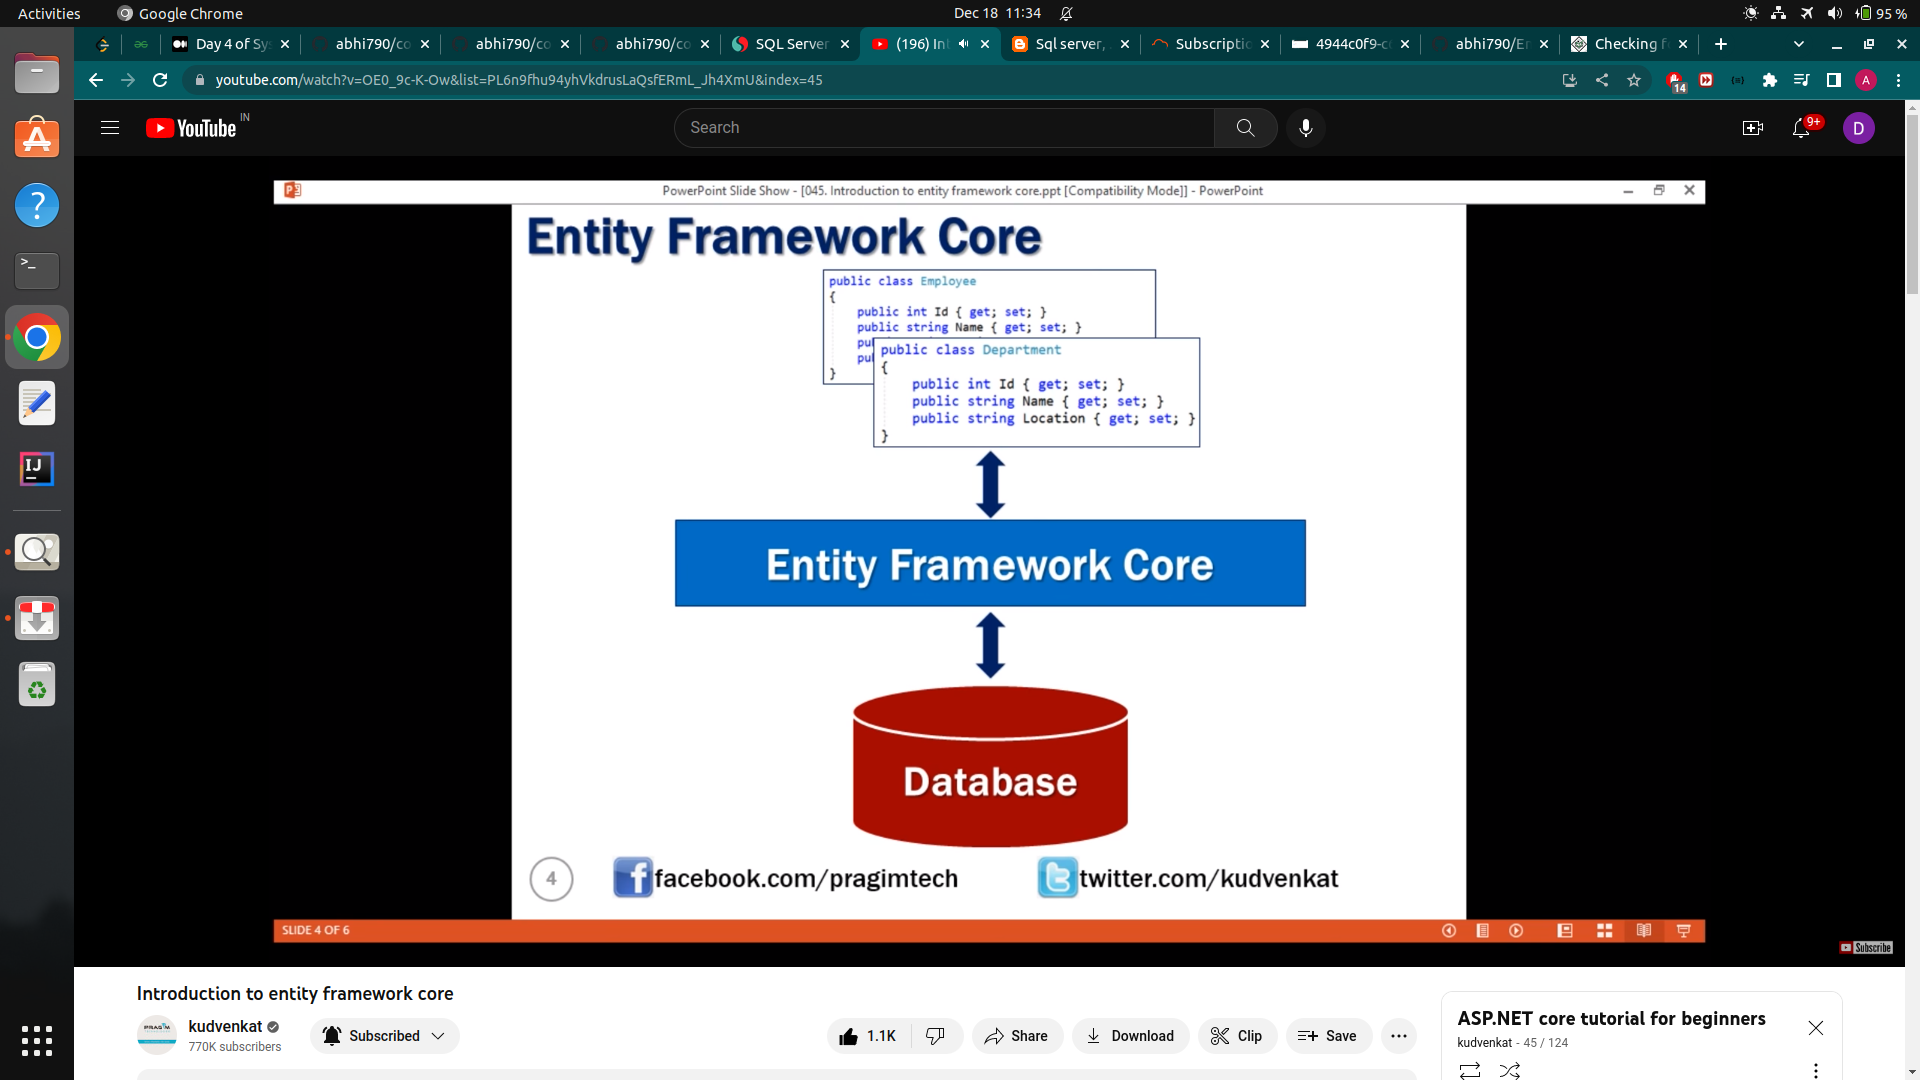 Activities
Google Chrome
Dec 18 11:34
95 %
Day 4 of Sy
abhi790/co
abhi790/co
abhi790/co
SQL Server
(196) In
Sql server,
Subscriptio
4944c0f9-c
abhi790/E
Checking f
youtube.com/watch?v=OE0_9c-K-Ow&list=PL6n9fhu94yhVkdrusLaQsfERmL_Jh4XmU&index=45
14
A
YouTube
IN
Search
9+
D
PowerPoint Slide Show - [045. Introduction to entity framework core.ppt [Compatibility Mode]] - PowerPoint
Entity Framework Core
public class Employee
{
public int Id { get; set; }
public string Name { get; set; }
pu
pu
}
public class Department
{
public int Id { get; set; }
public string Name { get; set; }
public string Location { get; set; }
}
Entity Framework Core
Database
4
facebook.com/pragimtech
twitter.com/kudvenkat
SLIDE 4 OF 6
Subscribe
Introduction to entity framework core
PRAGIM
kudvenkat
770K subscribers
Subscribed
1.1K
Share
Download
Clip
Save
ASP.NET core tutorial for beginners
kudvenkat - 45 / 124